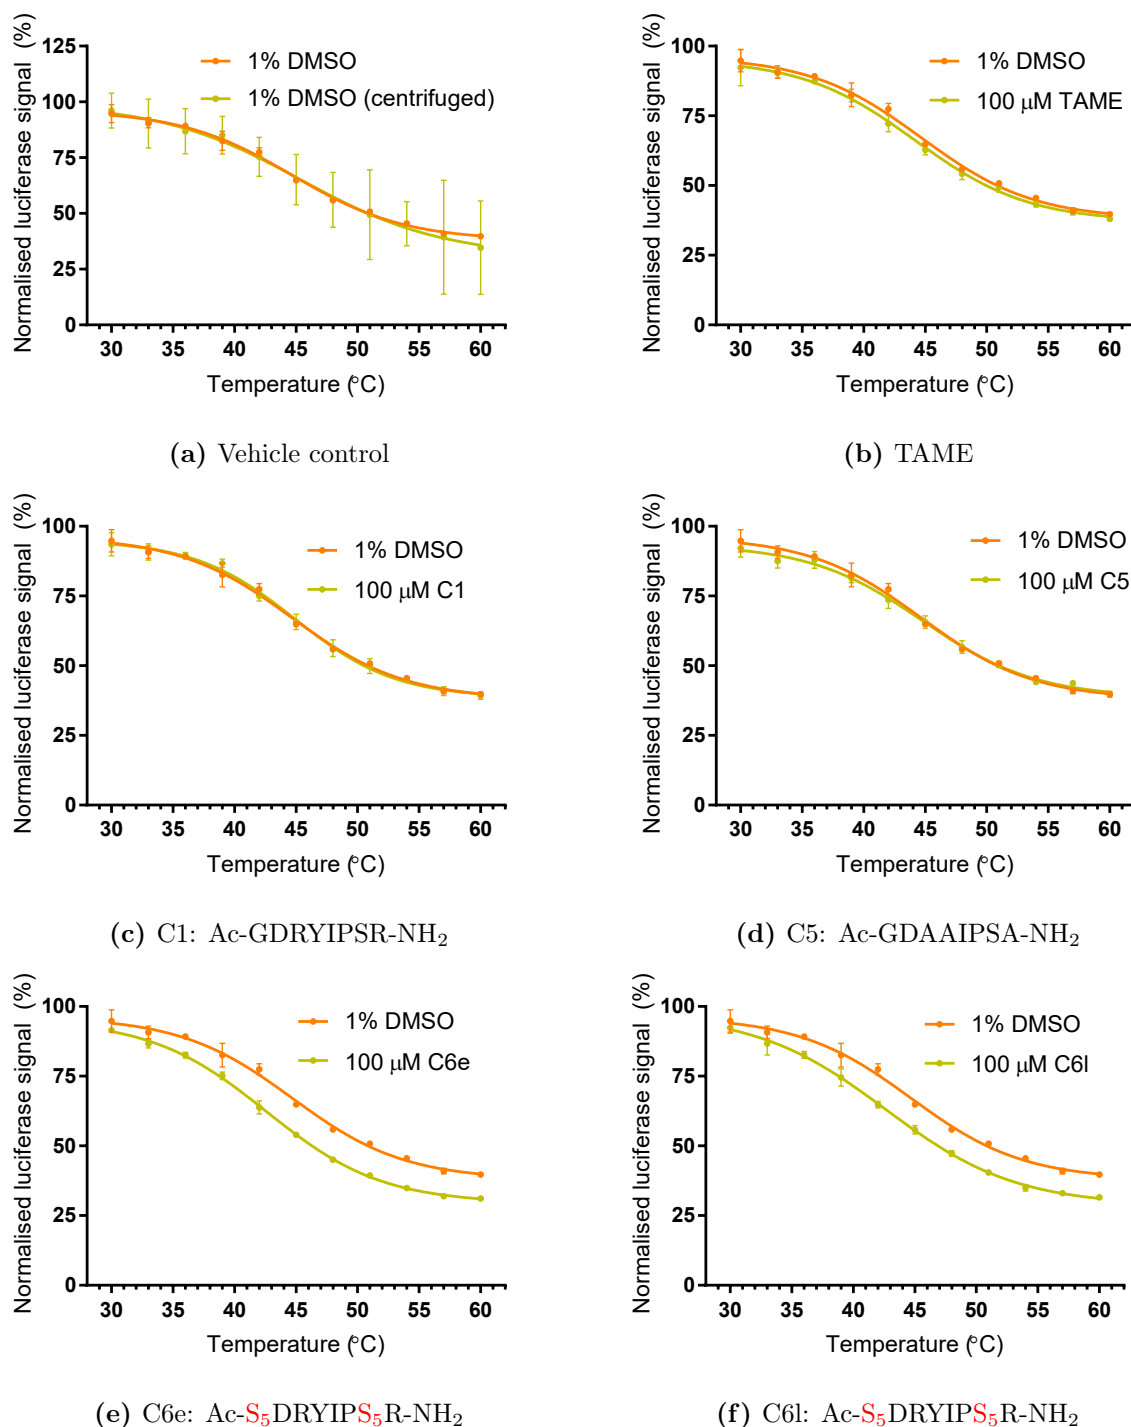 Normalised luciferase signal (%)
125
100
75
50
25
0
1% DMSO
1% DMSO (centrifuged)
30 35 40 45 50 55 60
Temperature (°C)
(a) Vehicle control
Normalised luciferase signal (%)
100
75
50
25
0
1% DMSO
100 μM TAME
30 35 40 45 50 55 60
Temperature (°C)
(b) TAME
Normalised luciferase signal (%)
100
75
50
25
0
1% DMSO
100 μM C1
30 35 40 45 50 55 60
Temperature (°C)
(c) C1: Ac-GDRYIPSR-NH₂
Normalised luciferase signal (%)
100
75
50
25
0
1% DMSO
100 μM C5
30 35 40 45 50 55 60
Temperature (°C)
(d) C5: Ac-GDAAIPSA-NH₂
Normalised luciferase signal (%)
100
75
50
25
0
1% DMSO
100 μM C6e
30 35 40 45 50 55 60
Temperature (°C)
(e) C6e: Ac-S₅DRYIPS₅R-NH₂
Normalised luciferase signal (%)
100
75
50
25
0
1% DMSO
100 μM C6l
30 35 40 45 50 55 60
Temperature (°C)
(f) C6l: Ac-S₅DRYIPS₅R-NH₂